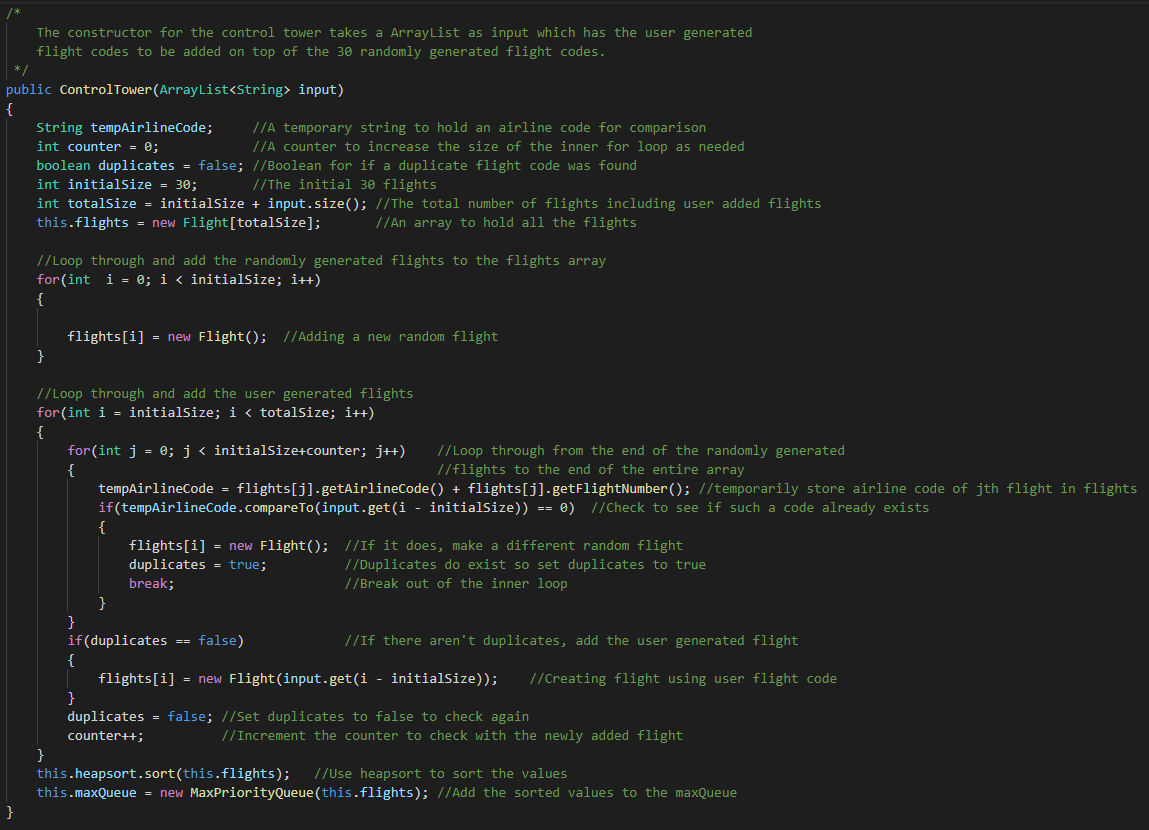 /*
The constructor for the control tower takes a ArrayList as input which has the user generated
flight codes to be added on top of the 30 randomly generated flight codes.
*/
public ControlTower(ArrayList<String> input)
{
String tempAirlineCode; //A temporary string to hold an airline code for comparison
int counter = 0; //A counter to increase the size of the inner for loop as needed
boolean duplicates = false; //Boolean for if a duplicate flight code was found
int initialSize = 30; //The initial 30 flights
int totalSize = initialSize + input.size(); //The total number of flights including user added flights
this.flights = new Flight[totalSize]; //An array to hold all the flights
//Loop through and add the randomly generated flights to the flights array
for(int i = 0; i < initialSize; i++)
{
flights[i] = new Flight(); //Adding a new random flight
}
//Loop through and add the user generated flights
for(int i = initialSize; i < totalSize; i++)
{
for(int j = 0; j < initialSize+counter; j++) //Loop through from the end of the randomly generated
{ //flights to the end of the entire array
tempAirlineCode = flights[j].getAirlineCode() + flights[j].getFlightNumber(); //temporarily store airline code of jth flight in flights
if(tempAirlineCode.compareTo(input.get(i - initialSize)) == 0) //Check to see if such a code already exists
{
flights[i] = new Flight(); //If it does, make a different random flight
duplicates = true; //Duplicates do exist so set duplicates to true
break; //Break out of the inner loop
}
}
if(duplicates == false) //If there aren't duplicates, add the user generated flight
{
flights[i] = new Flight(input.get(i - initialSize)); //Creating flight using user flight code
}
duplicates = false; //Set duplicates to false to check again
counter++; //Increment the counter to check with the newly added flight
}
this.heapsort.sort(this.flights); //Use heapsort to sort the values
this.maxQueue = new MaxPriorityQueue(this.flights); //Add the sorted values to the maxQueue
}